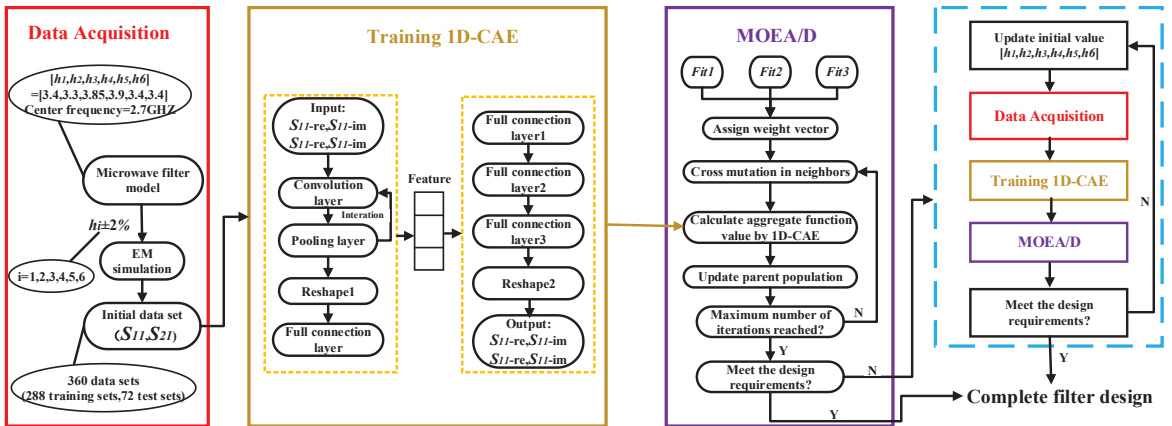 Data Acquisition
[h1,h2,h3,h4,h5,h6]
=[3.4,3.3,3.85,3.9,3.4,3.4]
Center frequency=2.7GHZ
Microwave filter
model
hi±2%
i=1,2,3,4,5,6
EM
simulation
Initial data set
(S11,S21)
360 data sets
(288 training sets,72 test sets)
Training 1D-CAE
Input:
S11-re,S11-im
S11-re,S11-im
Convolution
layer
Interation
Pooling layer
Reshape1
Full connection
layer
Feature
Full connection
layer1
Full connection
layer2
Full connection
layer3
Reshape2
Output:
S11-re,S11-im
S11-re,S11-im
MOEA/D
Fit1
Fit2
Fit3
Assign weight vector
Cross mutation in neighbors
Calculate aggregate function
value by 1D-CAE
Update parent population
Maximum number of
iterations reached?
N
Y
Meet the design
requirements?
N
Y
Update initial value
[h1,h2,h3,h4,h5,h6]
Data Acquisition
Training 1D-CAE
N
MOEA/D
Meet the design
requirements?
Y
Complete filter design